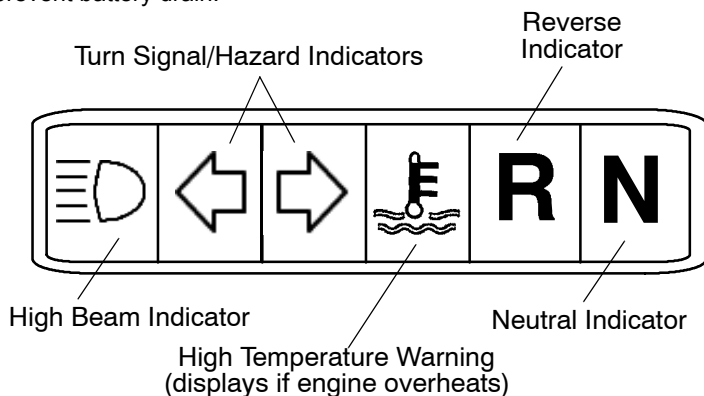 prevent battery drain.
Reverse
Indicator
Turn Signal/Hazard Indicators
R
N
High Beam Indicator
Neutral Indicator
High Temperature Warning
(displays if engine overheats)